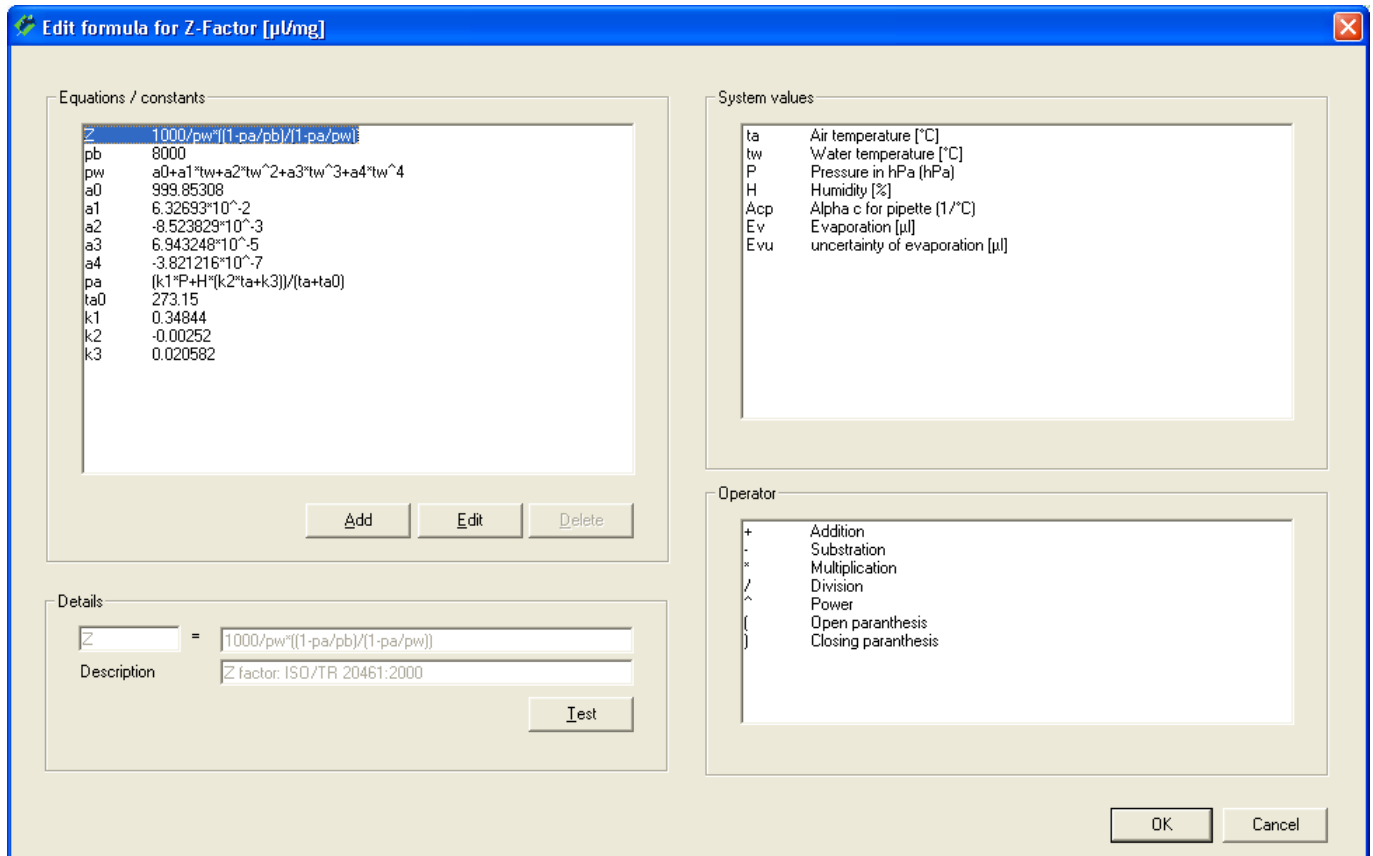 Edit formula for Z-Factor [µl/mg]
Equations / constants
Z 1000/pw*((1-pa/pb)/(1-pa/pw))
pb 8000
pw a0+a1*tw+a2*tw^2+a3*tw^3+a4*tw^4
a0 999.85308
a1 6.32693*10^-2
a2 -8.523829*10^-3
a3 6.943248*10^-5
a4 -3.821216*10^-7
pa (k1*P+H*(k2*ta+k3))/(ta+ta0)
ta0 273.15
k1 0.34844
k2 -0.00252
k3 0.020582
Add Edit Delete
Details
Z = 1000/pw*((1-pa/pb)/(1-pa/pw))
Description Z factor: ISO/TR 20461:2000
Test
System values
ta Air temperature [°C]
tw Water temperature [°C]
P Pressure in hPa (hPa)
H Humidity [%]
Acp Alpha c for pipette (1/°C)
Ev Evaporation [µl]
Evu uncertainty of evaporation [µl]
Operator
+ Addition
- Substration
* Multiplication
/ Division
^ Power
( Open paranthesis
) Closing paranthesis
OK Cancel